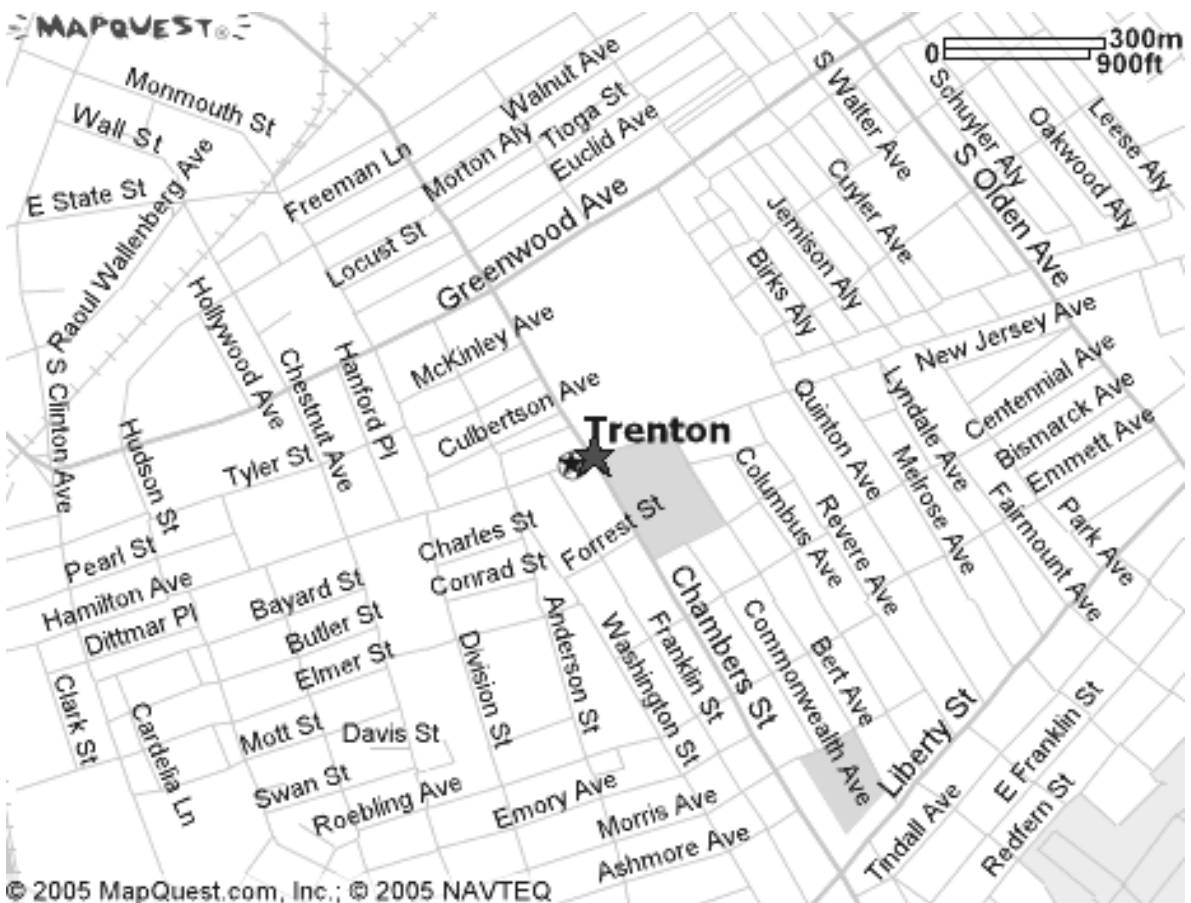 MAPQUEST®
300m
0
900ft
Monmouth St
Walnut Ave
S Walter Ave
Schuyler Aly
Leese Aly
Wall St
Tioga St
Oakwood Aly
Morton Aly
Euclid Ave
Freeman Ln
E State St
Raoul Wallenberg Ave
Cuyler Ave
S Olden Ave
Locust St
Jemison Aly
Greenwood Ave
Birks Aly
Hollywood Ave
McKinley Ave
New Jersey Ave
S Clinton Ave
Chestnut Ave
Hanford Pl
Culbertson Ave
Quinton Ave
Lyndale Ave
Centennial Ave
Bismarck Ave
Emmett Ave
Trenton
Hudson St
Tyler St
Columbus Ave
Melrose Ave
Revere Ave
Fairmount Ave
Park Ave
Pearl St
Charles St
Forrest St
Conrad St
Hamilton Ave
Bayard St
Dittmar Pl
Butler St
Elmer St
Anderson St
Washington St
Franklin St
Chambers St
Commonwealth Ave
Bert Ave
Division St
Clark St
Cardelia Ln
Mott St
Davis St
Liberty St
E Franklin St
Swan St
Roebling Ave
Emory Ave
Morris Ave
Ashmore Ave
Tindall Ave
Redfern St
© 2005 MapQuest.com, Inc.; © 2005 NAVTEQ